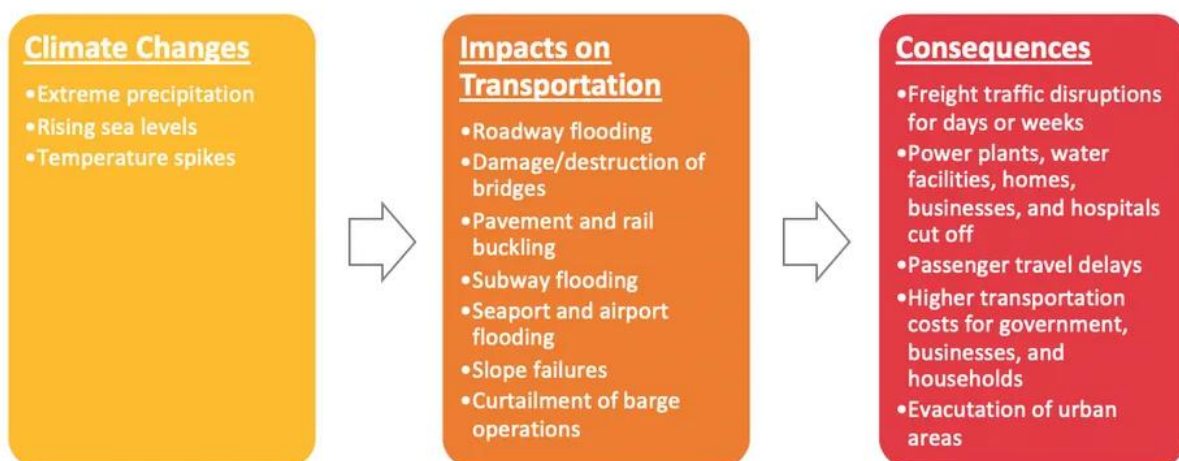 Climate Changes
•Extreme precipitation
•Rising sea levels
•Temperature spikes
Impacts on
Transportation
•Roadway flooding
•Damage/destruction of
bridges
•Pavement and rail
buckling
•Subway flooding
•Seaport and airport
flooding
•Slope failures
•Curtailment of barge
operations
Consequences
•Freight traffic disruptions
for days or weeks
•Power plants, water
facilities, homes,
businesses, and hospitals
cut off
•Passenger travel delays
•Higher transportation
costs for government,
businesses, and
households
•Evacutation of urban
areas